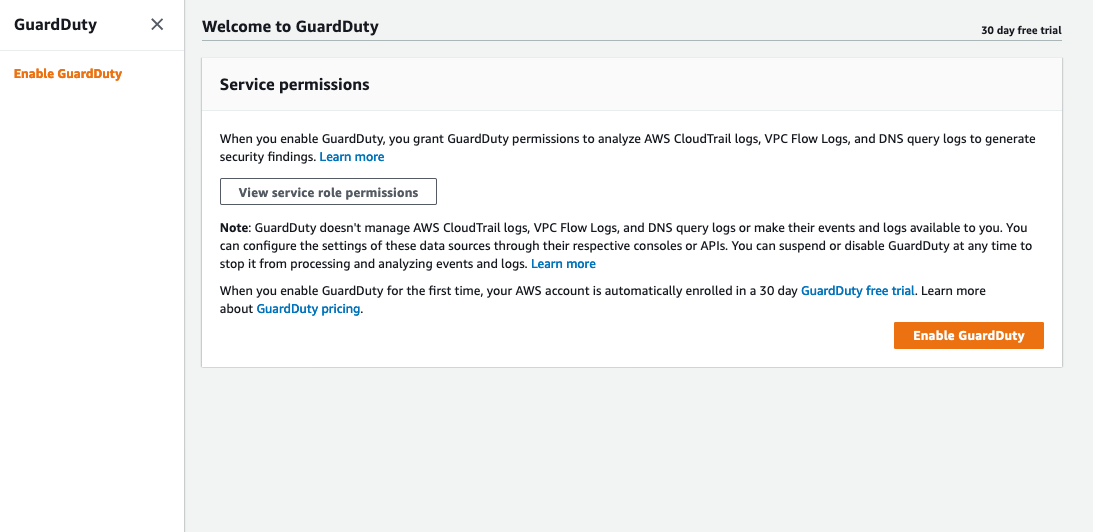 GuardDuty
Enable GuardDuty
Welcome to GuardDuty
30 day free trial
Service permissions
When you enable GuardDuty, you grant GuardDuty permissions to analyze AWS CloudTrail logs, VPC Flow Logs, and DNS query logs to generate
security findings. Learn more
View service role permissions
Note: GuardDuty doesn't manage AWS CloudTrail logs, VPC Flow Logs, and DNS query logs or make their events and logs available to you. You
can configure the settings of these data sources through their respective consoles or APIs. You can suspend or disable GuardDuty at any time to
stop it from processing and analyzing events and logs. Learn more
When you enable GuardDuty for the first time, your AWS account is automatically enrolled in a 30 day GuardDuty free trial. Learn more
about GuardDuty pricing.
Enable GuardDuty